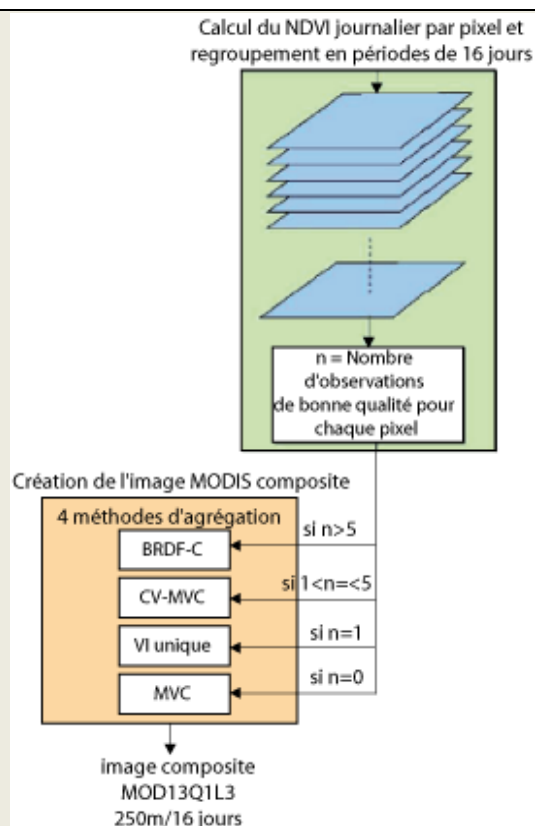 Calcul du NDVI journalier par pixel et
regroupement en périodes de 16 jours
n = Nombre
d'observations
de bonne qualité pour
chaque pixel
Création de l'image MODIS composite
4 méthodes d'agrégation
BRDF-C
si n>5
CV-MVC
si 1<n=<5
VI unique
si n=1
MVC
si n=0
image composite
MOD13Q1L3
250m/16 jours